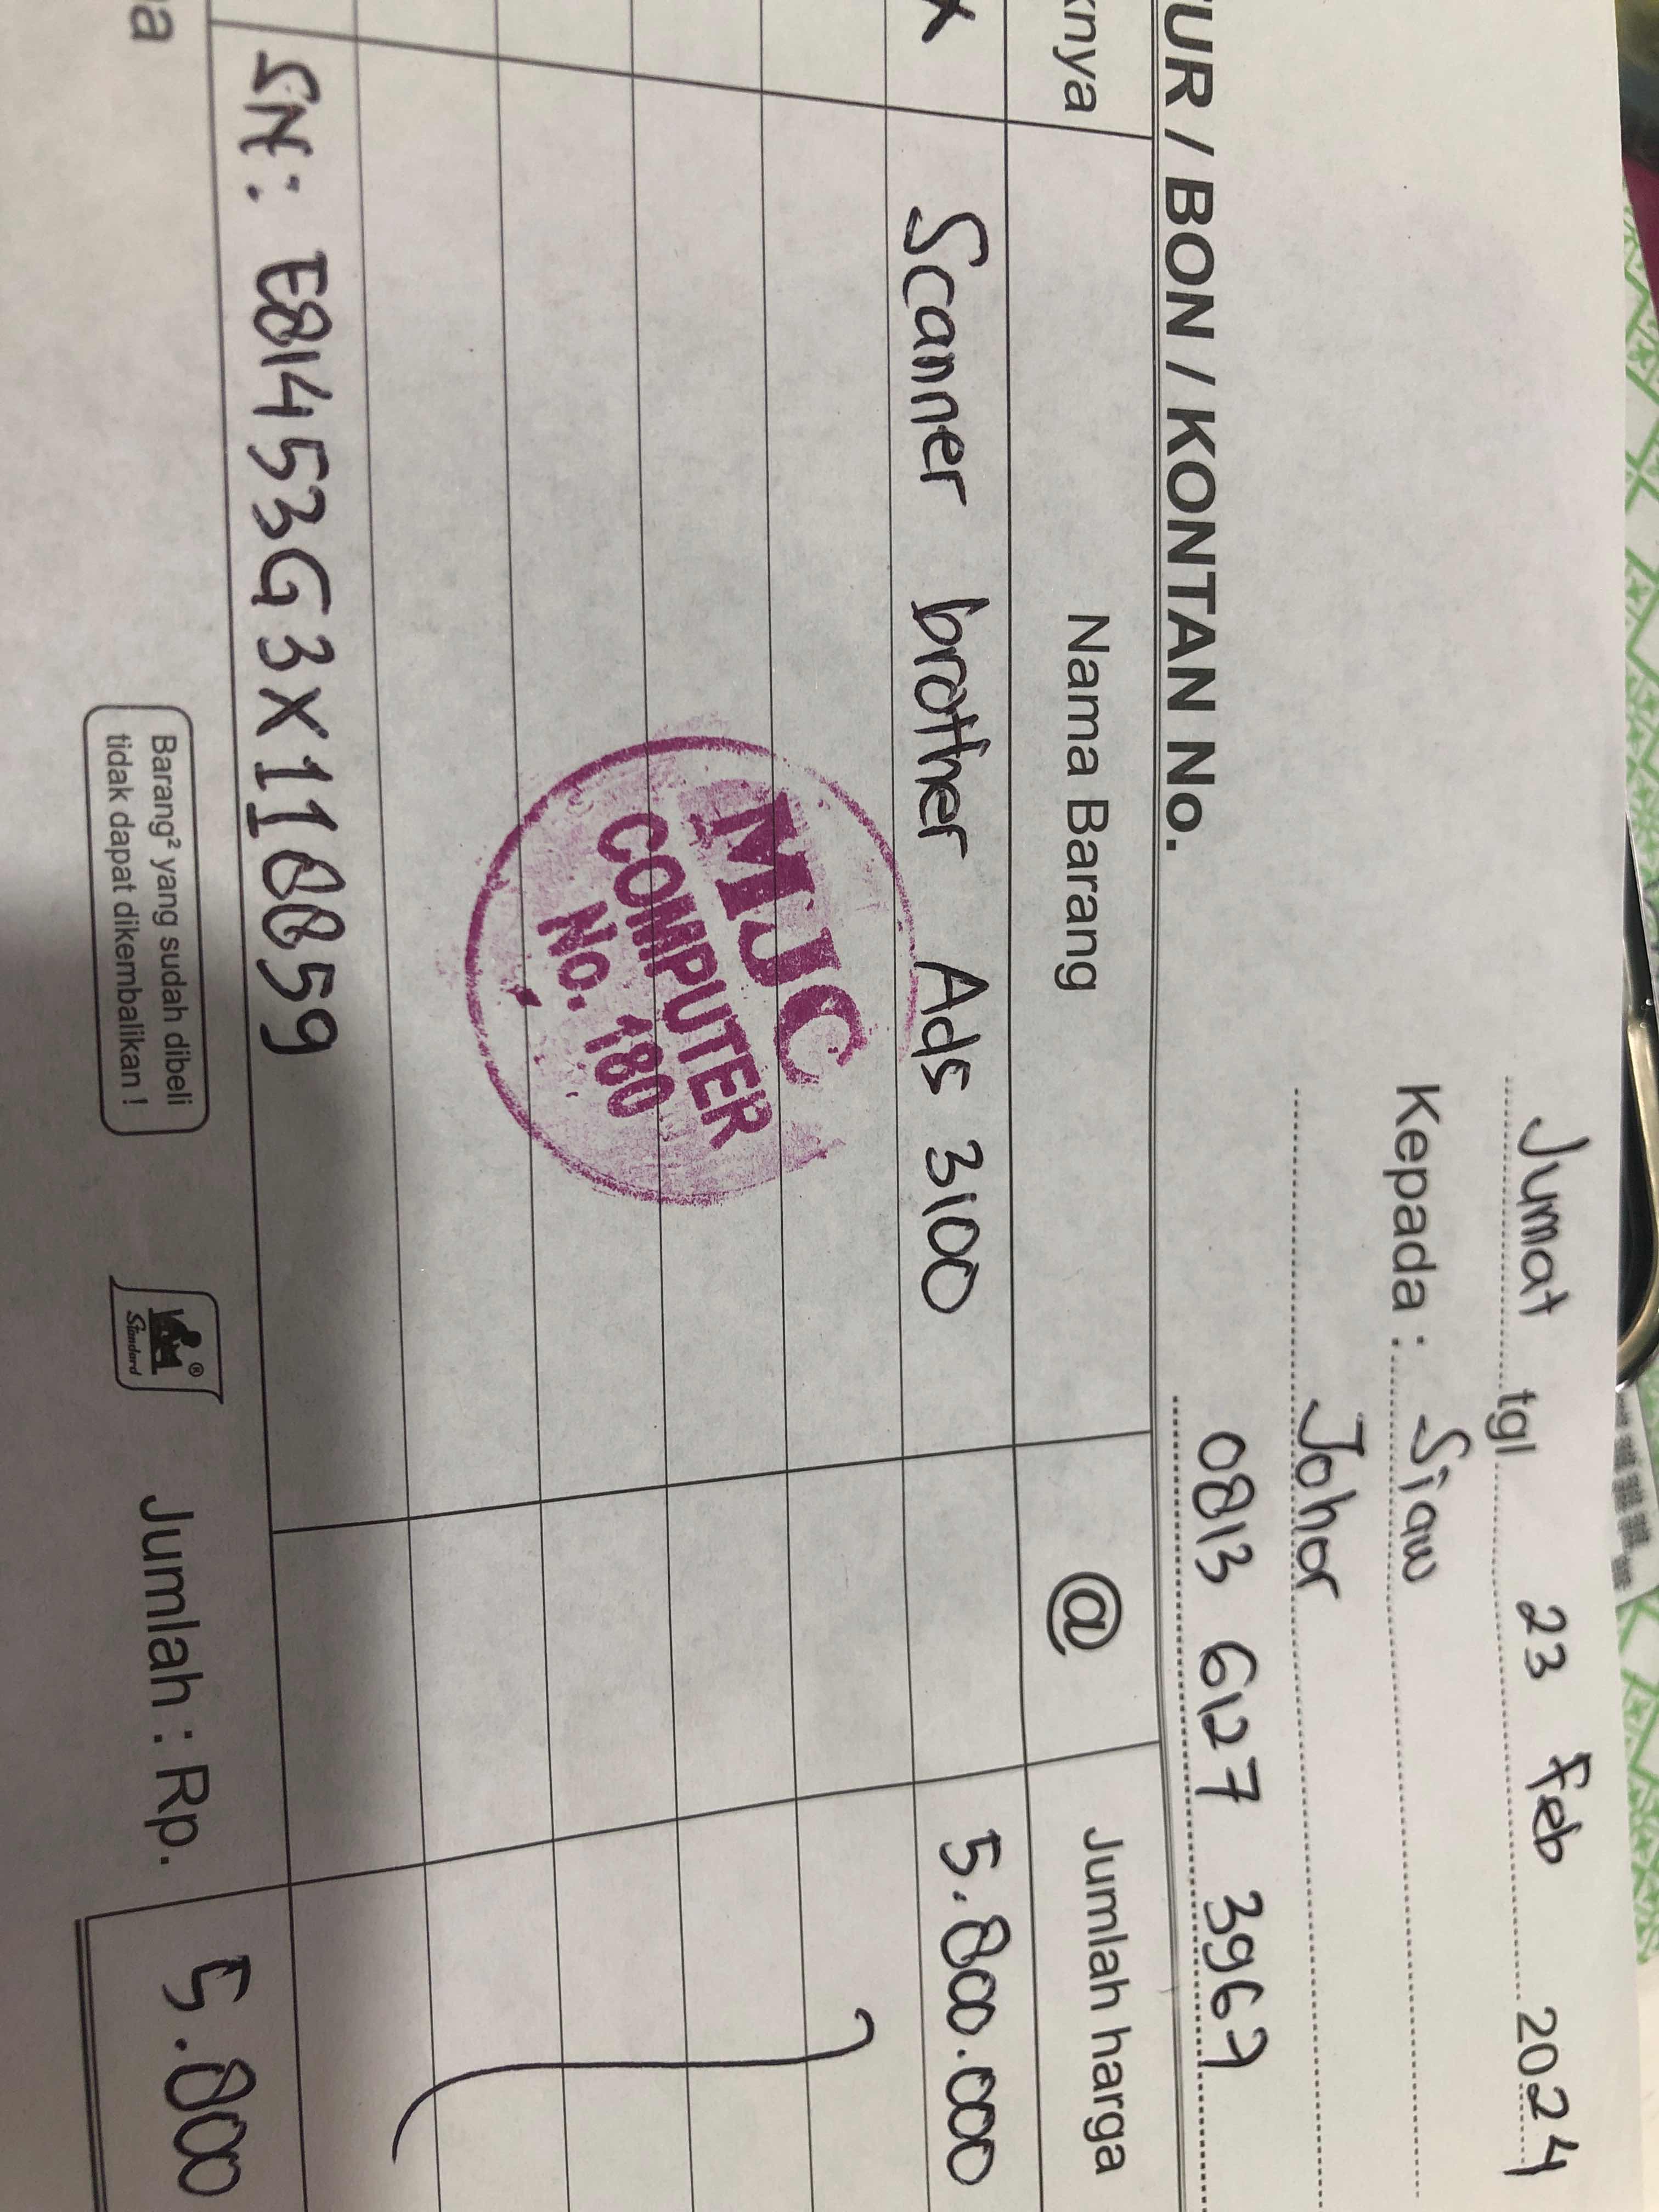 Jumat tgl 23 Feb 2024
Kepada : Siaw
Johor
0813 6127 3967
TUR / BON / KONTAN No.
knya Nama Barang @ Jumlah harga
x Scanner brother Ads 3100 5.800.000
MJC
COMPUTER
No. 180
SN: E81453G3X110859
a
Barang² yang sudah dibeli
tidak dapat dikembalikan !
Standard
Jumlah : Rp. 5.800